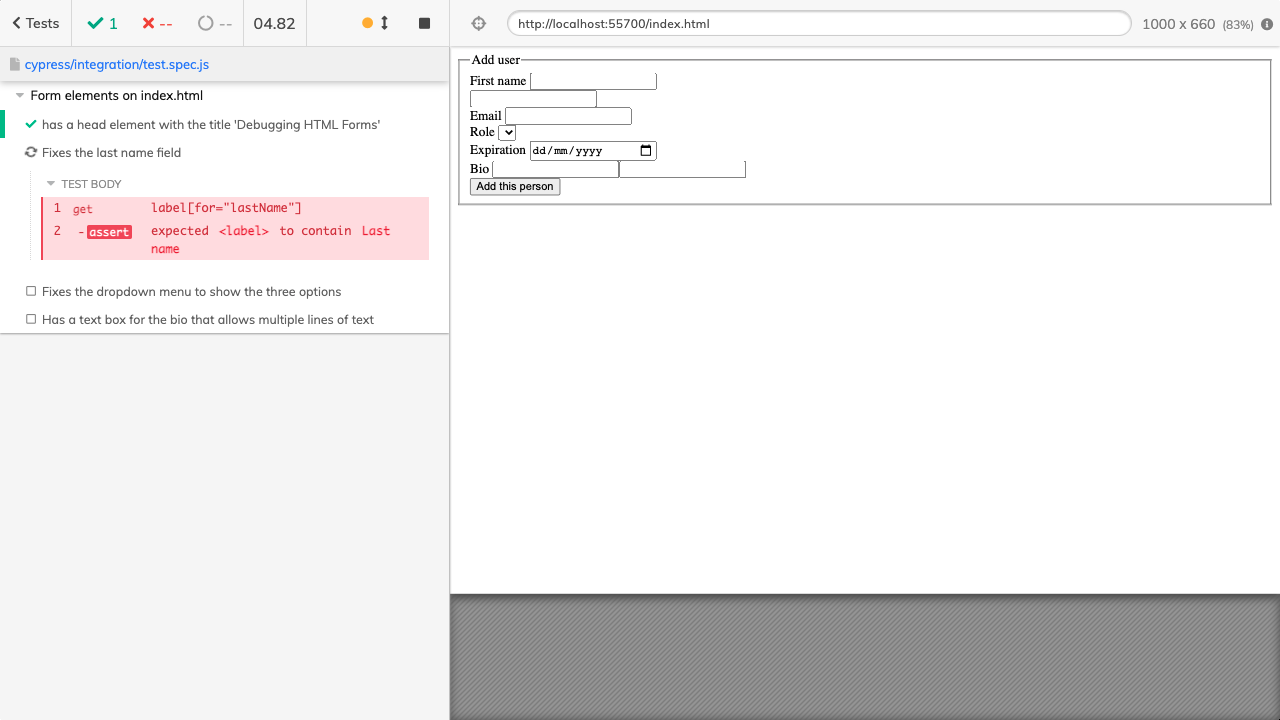 Tests 1 -- -- 04.82
http://localhost:55700/index.html 1000 x 660 (83%)
cypress/integration/test.spec.js
Form elements on index.html
has a head element with the title 'Debugging HTML Forms'
Fixes the last name field
TEST BODY
1 get label[for="lastName"]
2 -assert expected <label> to contain Last
name
Fixes the dropdown menu to show the three options
Has a text box for the bio that allows multiple lines of text
Add user
First name
Email
Role
Expiration dd/mm/yyyy
Bio
Add this person